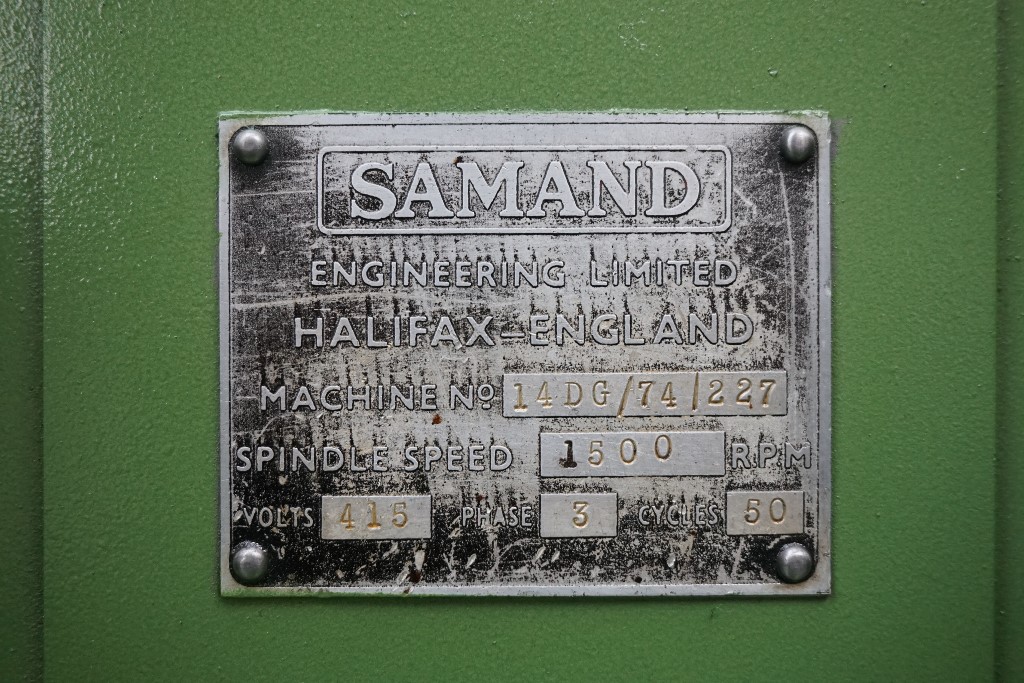 SAMAND
ENGINEERING LIMITED
HALIFAX-ENGLAND
MACHINE No 14DG/74/227
SPINDLE SPEED 1500 R.P.M
VOLTS 415 PHASE 3 CYCLES 50